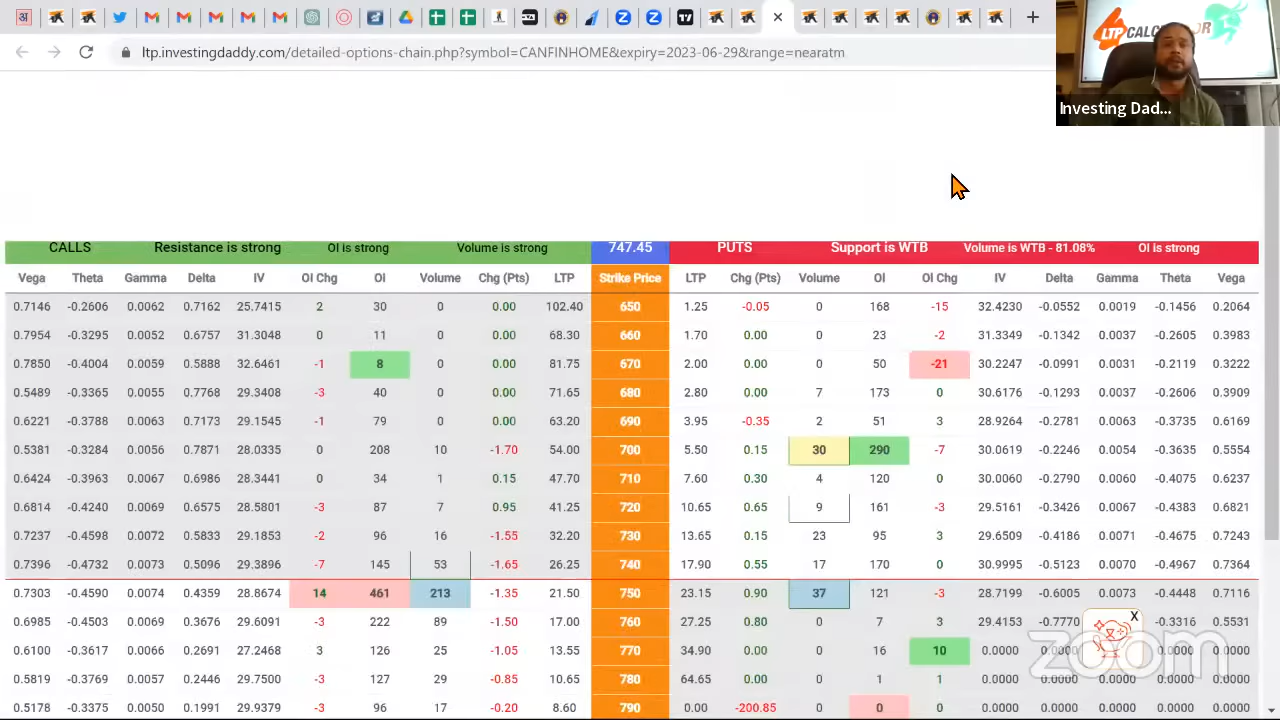 अ
ltp.investingdaddy.com/detailed-options-chain.php?symbol=CANFINHOME&expiry=2023-06-29&range=nearatm
LTP CALC OR
Investing Dad...
CALLS Resistance is strong OI is strong Volume is strong 747.45 PUTS Support is WTB Volume is WTB - 81.08% OI is strong
Vega Theta Gamma Delta IV OI Chg OI Volume Chg (Pts) LTP Strike Price LTP Chg (Pts) Volume OI OI Chg IV Delta Gamma Theta Vega
0.7146 -0.2606 0.0062 0.7162 25.7415 2 30 0 0.00 102.40 650 1.25 -0.05 0 168 -15 32.4230 -0.0552 0.0019 -0.1456 0.2064
0.7954 -0.3295 0.0052 0.6757 31.3048 0 11 0 0.00 68.30 660 1.70 0.00 0 23 -2 31.3349 -0.1342 0.0037 -0.2605 0.3983
0.7850 -0.4004 0.0059 0.5888 32.6461 -1 8 0 0.00 81.75 670 2.00 0.00 0 50 -21 30.2247 -0.0991 0.0031 -0.2119 0.3222
0.5489 -0.3365 0.0055 0.7768 29.3408 -3 40 0 0.00 71.65 680 2.80 0.00 7 173 0 30.6176 -0.1293 0.0037 -0.2606 0.3909
0.6221 -0.3788 0.0063 0.7173 29.1545 -1 79 0 0.00 63.20 690 3.95 -0.35 2 51 3 28.9264 -0.2781 0.0063 -0.3735 0.6169
0.5381 -0.3284 0.0056 0.7871 28.0335 0 208 10 -1.70 54.00 700 5.50 0.15 30 290 -7 30.0619 -0.2246 0.0054 -0.3635 0.5554
0.6424 -0.3963 0.0067 0.6986 28.3441 0 34 1 0.15 47.70 710 7.60 0.30 4 120 0 30.0060 -0.2790 0.0060 -0.4075 0.6237
0.6814 -0.4240 0.0069 0.6575 28.5801 -3 87 7 0.95 41.25 720 10.65 0.65 9 161 -3 29.5161 -0.3426 0.0067 -0.4383 0.6821
0.7237 -0.4598 0.0072 0.5833 29.1853 -2 96 16 -1.55 32.20 730 13.65 0.15 23 95 3 29.6509 -0.4186 0.0071 -0.4675 0.7243
0.7396 -0.4732 0.0073 0.5096 29.3896 -7 145 53 -1.65 26.25 740 17.90 0.55 17 170 0 30.9995 -0.5123 0.0070 -0.4967 0.7364
0.7303 -0.4590 0.0074 0.4359 28.8674 14 461 213 -1.35 21.50 750 23.15 0.90 37 121 -3 28.7199 -0.6005 0.0073 -0.4448 0.7116
0.6985 -0.4503 0.0069 0.3676 29.6091 -3 222 89 -1.50 17.00 760 27.25 0.80 0 7 3 29.4153 -0.7770 -0.3316 0.5531
0.6100 -0.3617 0.0069 0.2981 27.2468 3 126 25 -1.05 13.55 770 34.90 0.00 0 16 10 0.0000 0.0000 0.0000 0.0000
0.5819 -0.3769 0.0057 0.2446 29.7500 -3 127 29 -0.85 10.65 780 64.65 0.00 0 1 1 0.0000 0.0000 0.0000 0.0000 0.0000
0.5178 -0.3375 0.0050 0.1991 29.9379 -3 96 17 -0.20 8.60 790 0.00 -200.85 0 0 0 0.0000 0.0000 0.0000 0.0000 0.0000
X
zoom